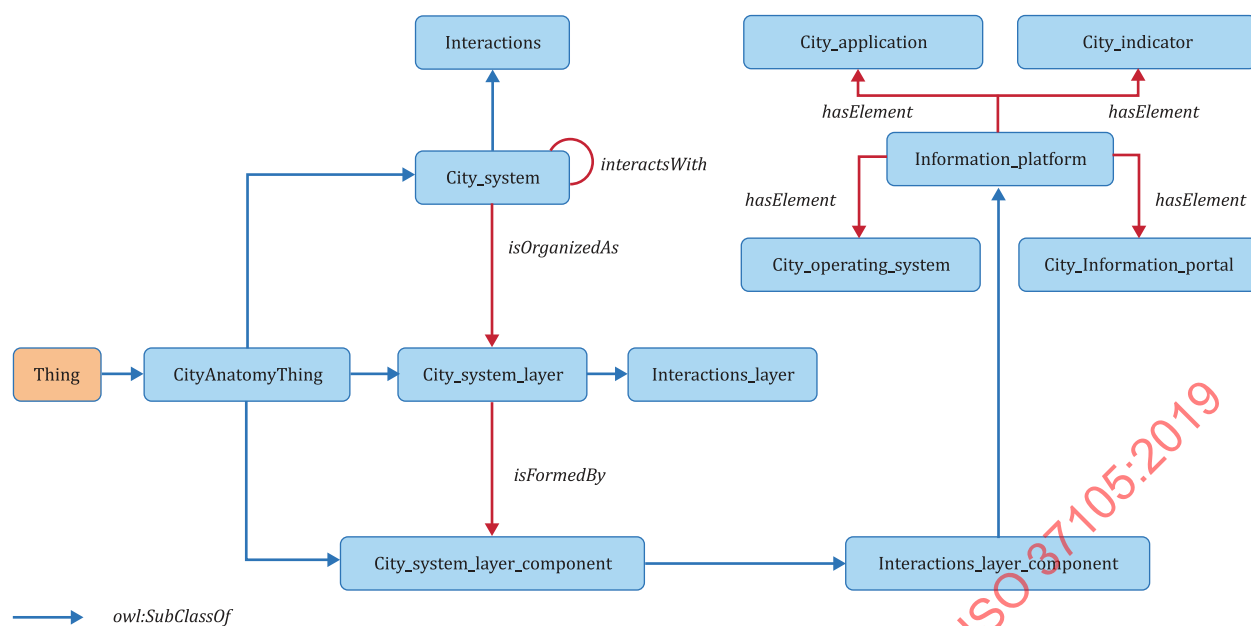 Interactions
City_application
City_indicator
hasElement
hasElement
Information_platform
City_system
interactsWith
hasElement
hasElement
isOrganizedAs
City_operating_system
City_Information_portal
Thing
CityAnatomyThing
City_system_layer
Interactions_layer
isFormedBy
City_system_layer_component
Interactions_layer_component
owl:SubClassOf
ISO 37105:2019